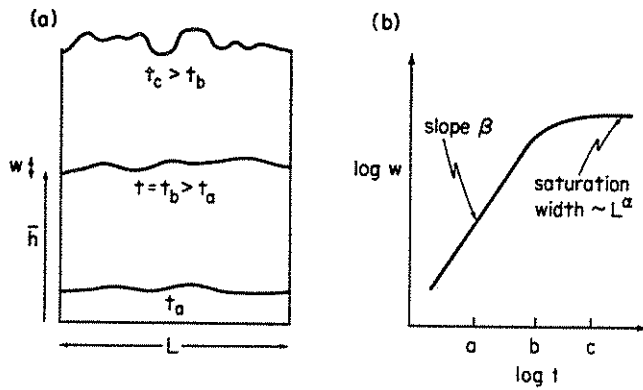 (a)
t_c > t_b
w
t = t_b > t_a
h̄
t_a
L
(b)
slope β
log w
saturation
width ~ L^α
a b c
log t